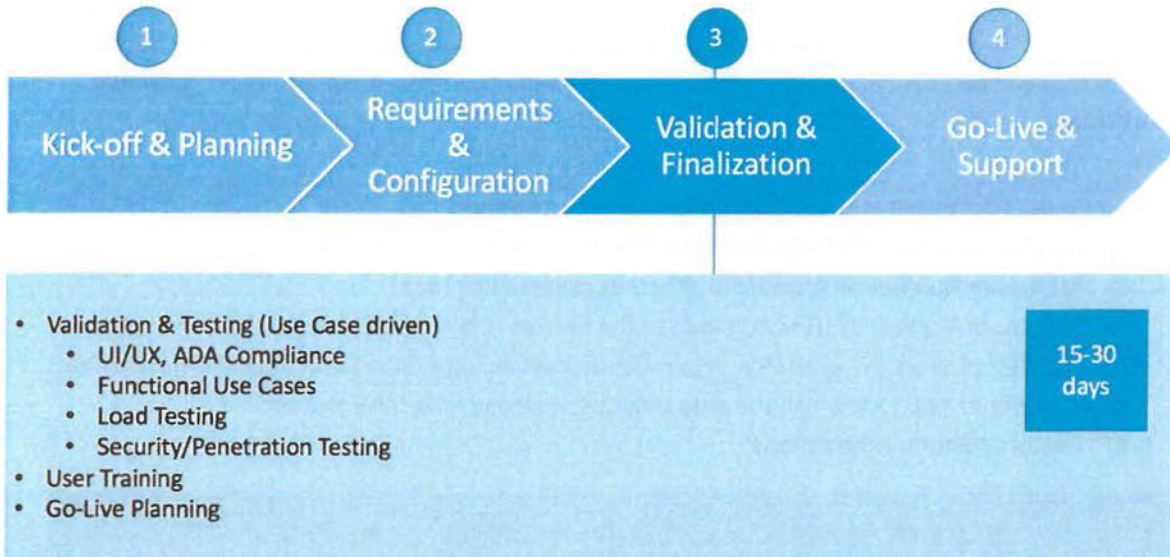 1
2
3
4
Kick-off & Planning
Requirements
&
Configuration
Validation &
Finalization
Go-Live &
Support
• Validation & Testing (Use Case driven)
• UI/UX, ADA Compliance
• Functional Use Cases
• Load Testing
• Security/Penetration Testing
• User Training
• Go-Live Planning
15-30
days